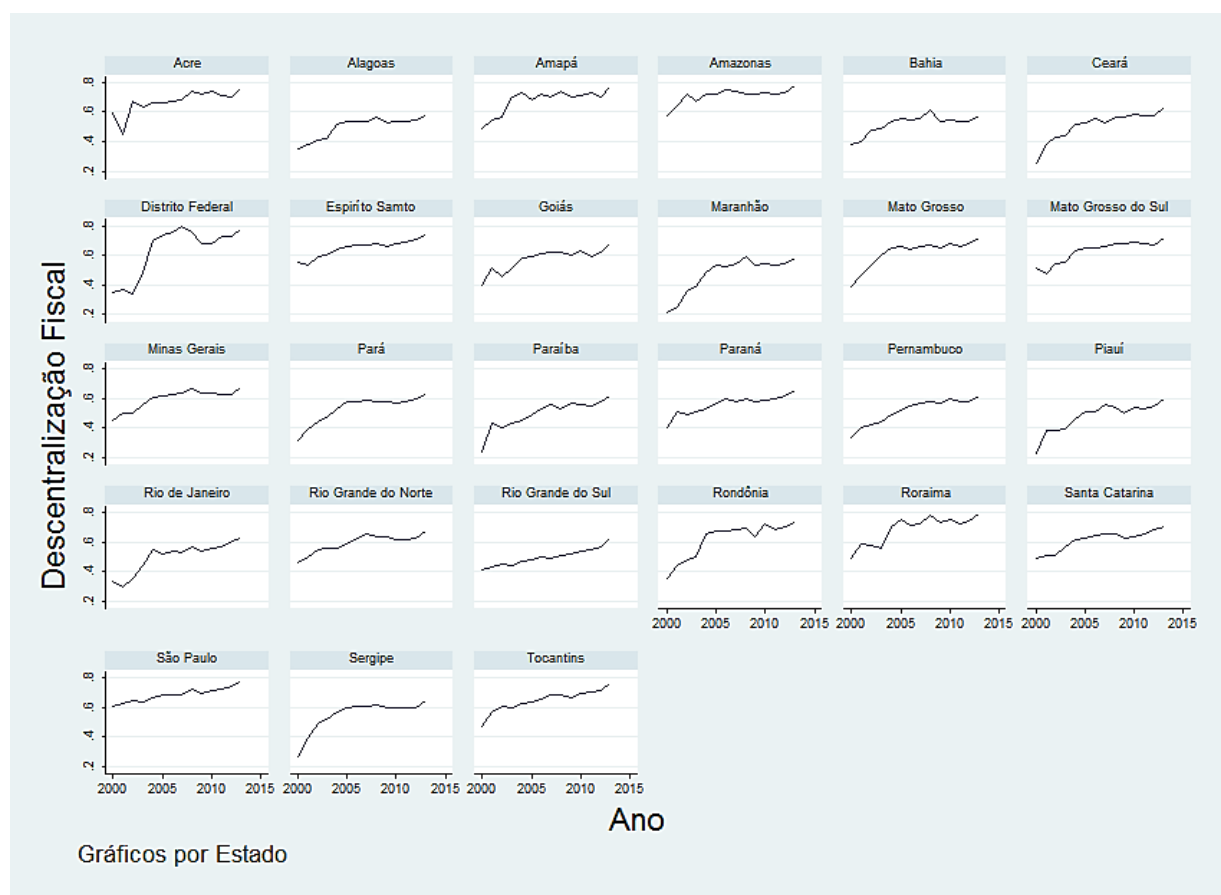 Acre Alagoas Amapá Amazonas Bahia Ceará
.8
.6
.4
.2
Distrito Federal Espiríto Samto Goiás Maranhão Mato Grosso Mato Grosso do Sul
.8
.6
.4
.2
Minas Gerais Pará Paraíba Paraná Pernambuco Piauí
.8
.6
.4
.2
Rio de Janeiro Rio Grande do Norte Rio Grande do Sul Rondônia Roraima Santa Catarina
.8
.6
.4
.2
2000 2005 2010 2015 2000 2005 2010 2015 2000 2005 2010 2015
São Paulo Sergipe Tocantins
.8
.6
.4
.2
2000 2005 2010 2015 2000 2005 2010 2015 2000 2005 2010 2015
Descentralização Fiscal
Ano
Gráficos por Estado